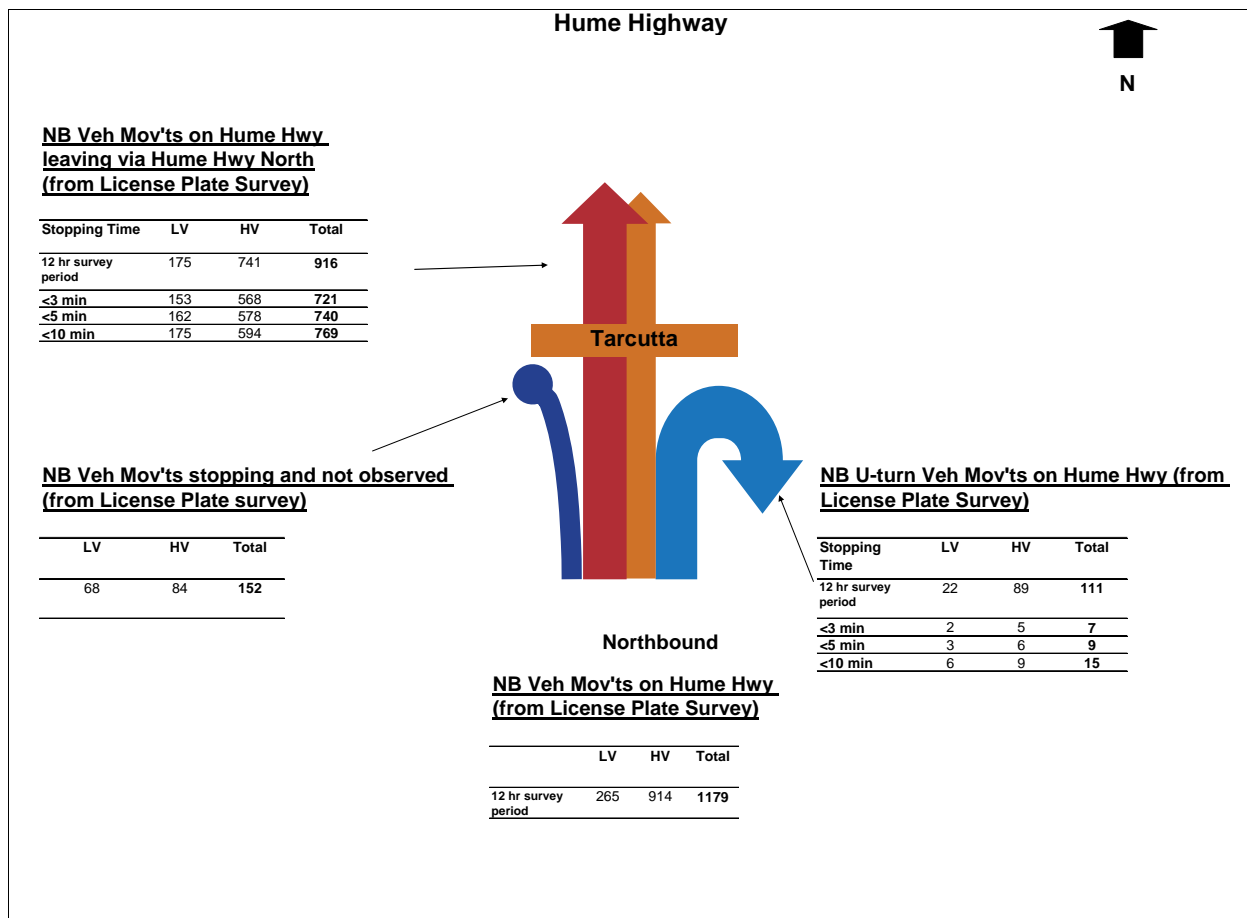 Hume Highway
N
NB Veh Mov'ts on Hume Hwy
leaving via Hume Hwy North
(from License Plate Survey)
Stopping Time LV HV Total
12 hr survey
period 175 741 916
<3 min 153 568 721
<5 min 162 578 740
<10 min 175 594 769
Tarcutta
NB Veh Mov'ts stopping and not observed
(from License Plate survey)
LV HV Total
68 84 152
NB U-turn Veh Mov'ts on Hume Hwy (from
License Plate Survey)
Stopping
Time LV HV Total
12 hr survey
period 22 89 111
<3 min 2 5 7
<5 min 3 6 9
<10 min 6 9 15
Northbound
NB Veh Mov'ts on Hume Hwy
(from License Plate Survey)
LV HV Total
12 hr survey
period 265 914 1179